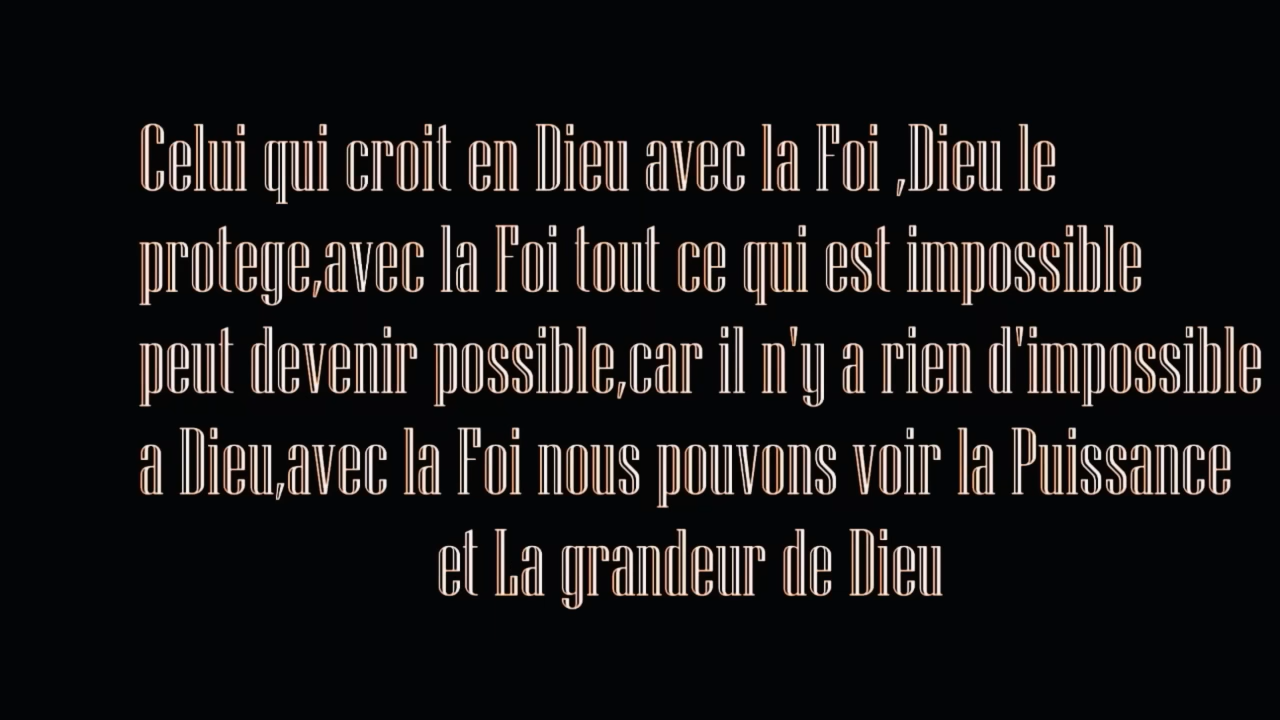 Celui qui croit en Dieu avec la Foi ,Dieu le
protege,avec la Foi tout ce qui est impossible
peut devenir possible,car il n'y a rien d'impossible
a Dieu,avec la Foi nous pouvons voir la Puissance
et La grandeur de Dieu